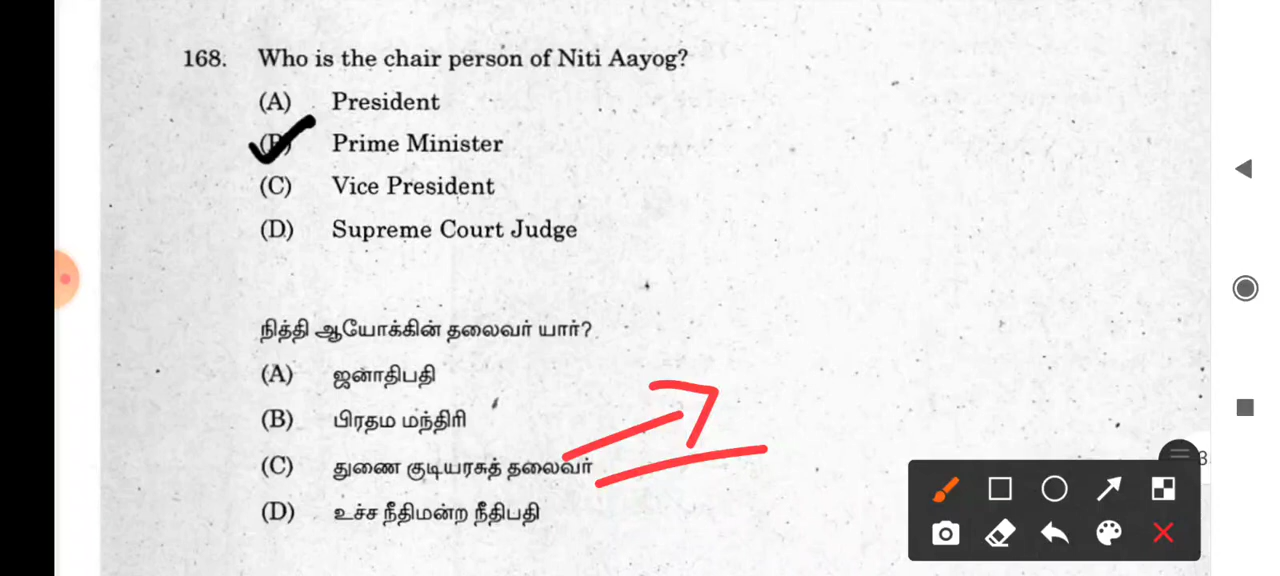 168. Who is the chair person of Niti Aayog?
(A) President
(B) Prime Minister
(C) Vice President
(D) Supreme Court Judge
நித்தி ஆயோக்கின் தலைவர் யார்?
(A) ஜனாதிபதி
(B) பிரதம மந்திரி
(C) துணை குடியரசுத் தலைவர்
(D) உச்ச நீதிமன்ற நீதிபதி